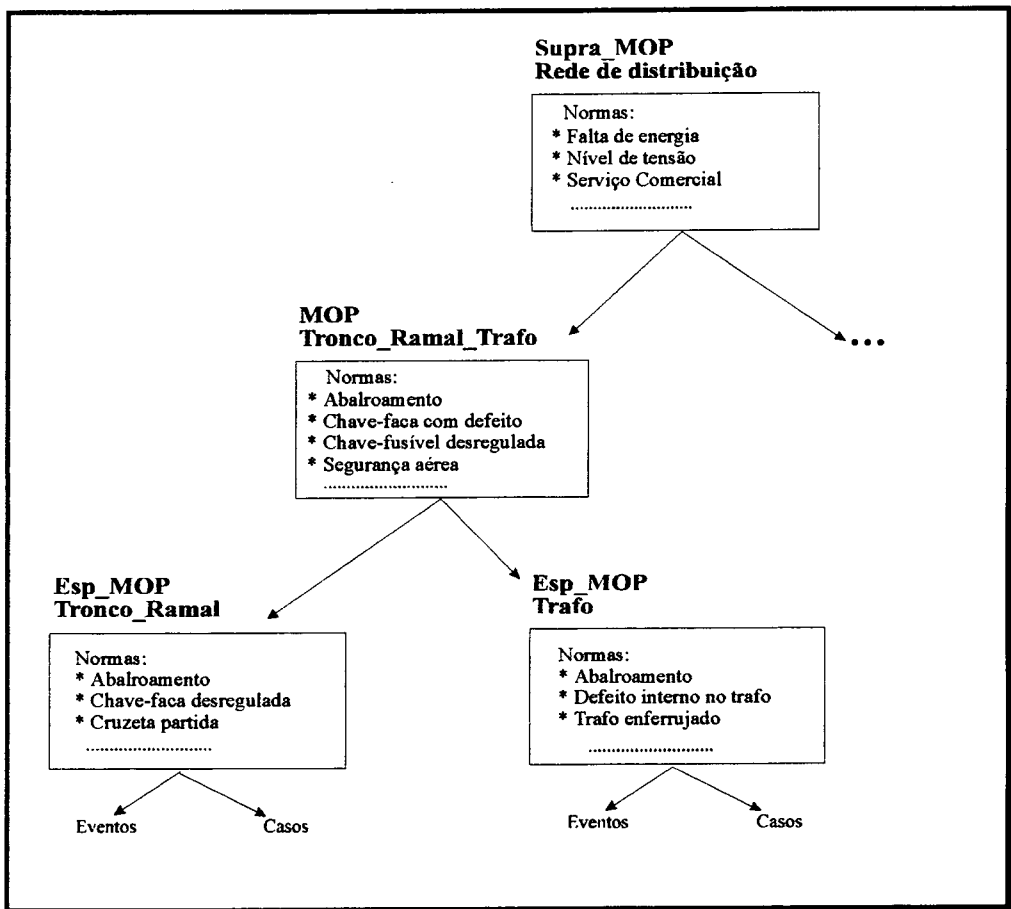 Supra_MOP
Rede de distribuição
Normas:
* Falta de energia
* Nível de tensão
* Serviço Comercial
...........................
MOP
Tronco_Ramal_Trafo
...
Normas:
* Abalroamento
* Chave-faca com defeito
* Chave-fusível desregulada
* Segurança aérea
...........................
Esp_MOP
Tronco_Ramal
Normas:
* Abalroamento
* Chave-faca desregulada
* Cruzeta partida
...........................
Eventos Casos
Esp_MOP
Trafo
Normas:
* Abalroamento
* Defeito interno no trafo
* Trafo enferrujado
...........................
Eventos Casos